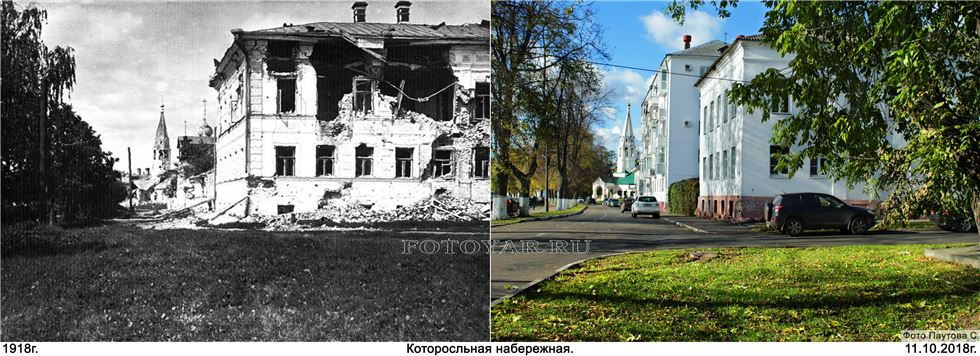 FOTOYAR.RU
Фото Паутова С.
1918г. Которосльная набережная. 11.10.2018г.